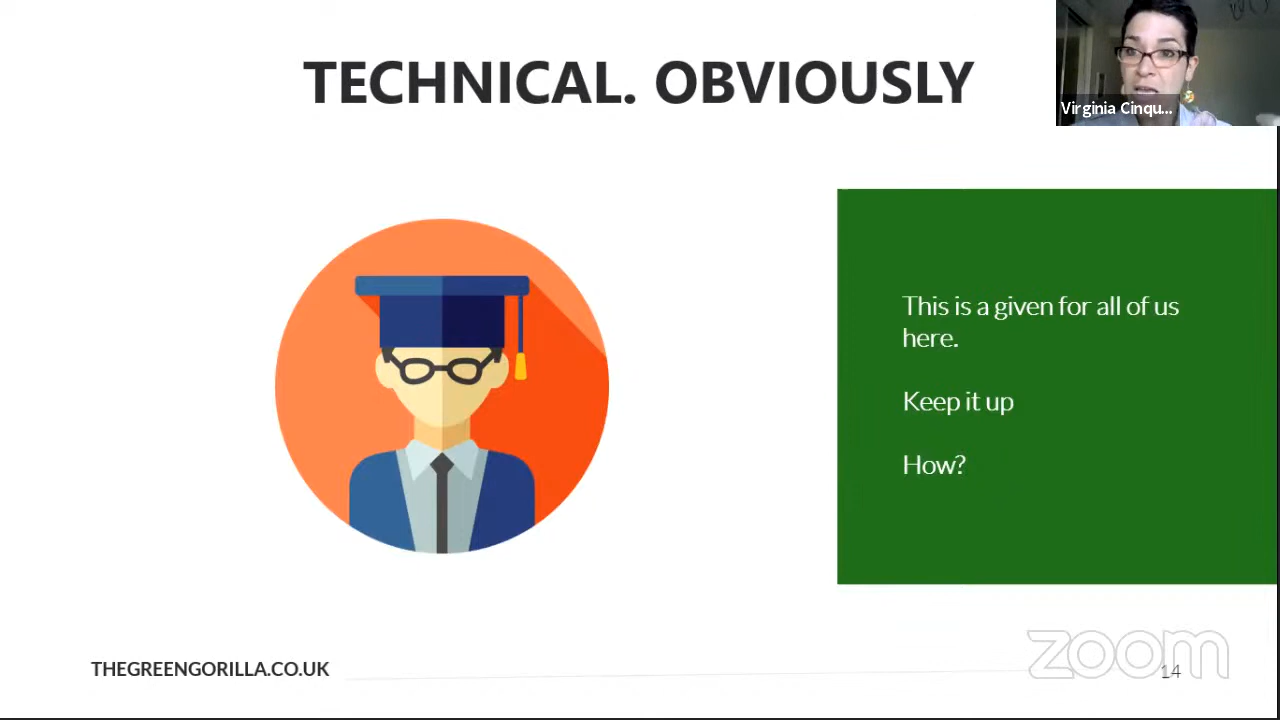 TECHNICAL. OBVIOUSLY
Virginia Cinqu...
This is a given for all of us
here.
Keep it up
How?
THEGREENGORILLA.CO.UK
zoom
14